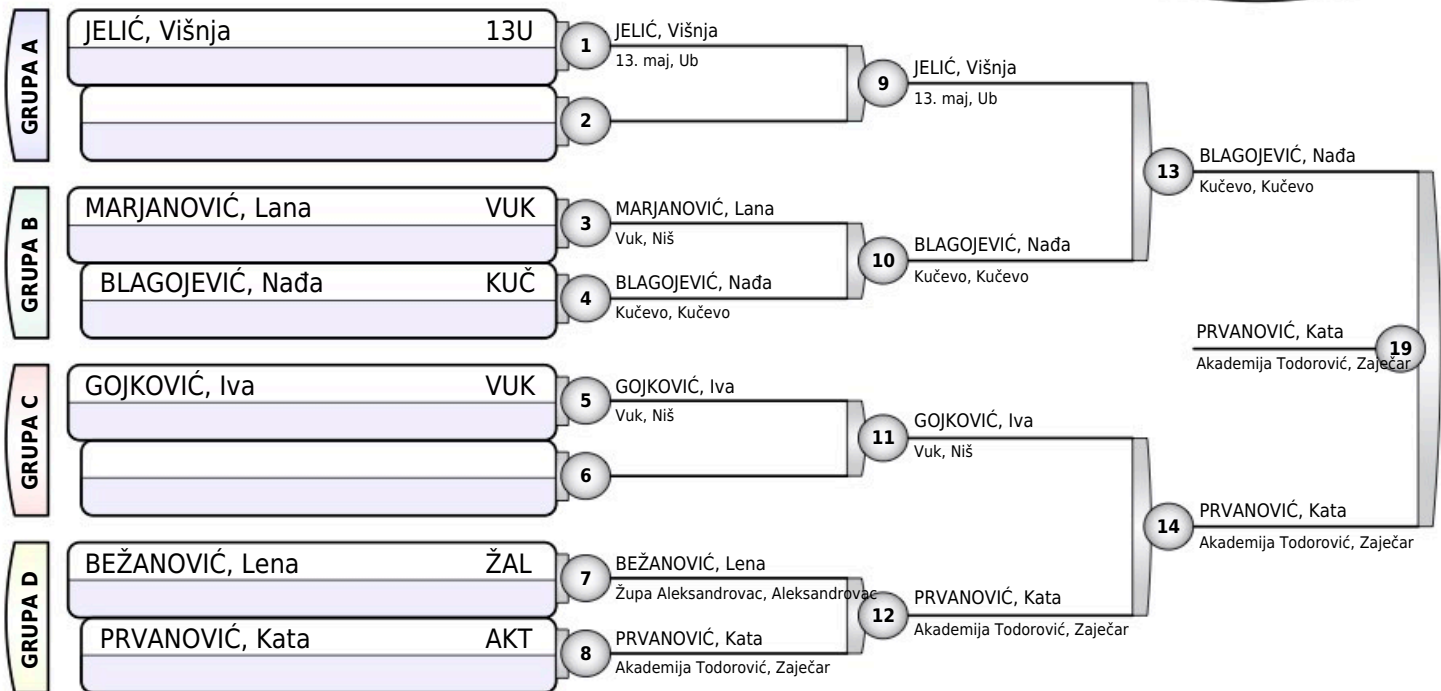 GRUPA A
JELIĆ, Višnja 13U
1
JELIĆ, Višnja
13. maj, Ub
2
9
JELIĆ, Višnja
13. maj, Ub
GRUPA B
MARJANOVIĆ, Lana VUK
3
MARJANOVIĆ, Lana
Vuk, Niš
BLAGOJEVIĆ, Nađa KUČ
4
BLAGOJEVIĆ, Nađa
Kučevo, Kučevo
10
BLAGOJEVIĆ, Nađa
Kučevo, Kučevo
13
BLAGOJEVIĆ, Nađa
Kučevo, Kučevo
GRUPA C
GOJKOVIĆ, Iva VUK
5
GOJKOVIĆ, Iva
Vuk, Niš
6
11
GOJKOVIĆ, Iva
Vuk, Niš
GRUPA D
BEŽANOVIĆ, Lena ŽAL
7
BEŽANOVIĆ, Lena
Župa Aleksandrovac, Aleksandrovac
PRVANOVIĆ, Kata AKT
8
PRVANOVIĆ, Kata
Akademija Todorović, Zaječar
12
PRVANOVIĆ, Kata
Akademija Todorović, Zaječar
14
PRVANOVIĆ, Kata
Akademija Todorović, Zaječar
PRVANOVIĆ, Kata
19
Akademija Todorović, Zaječar